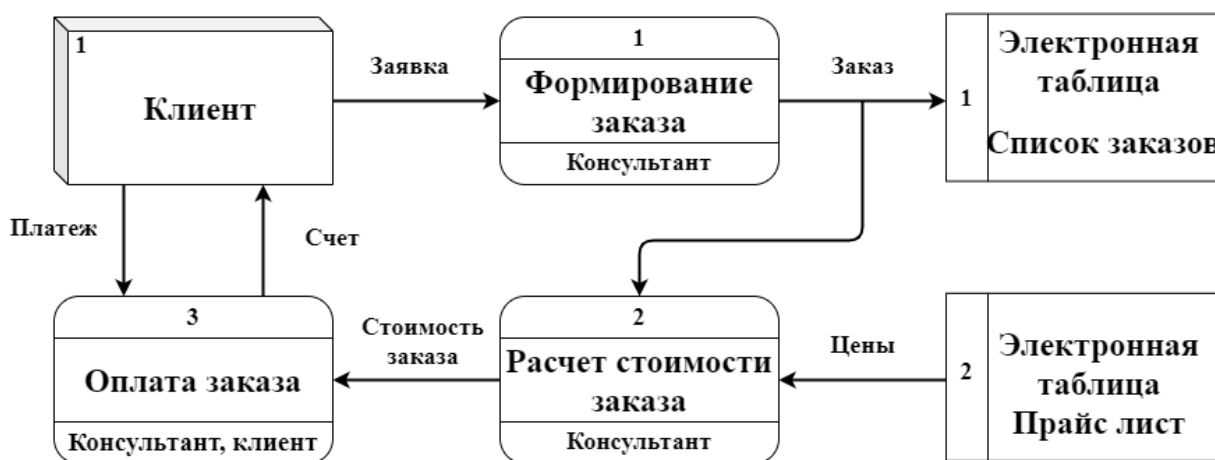 1
Клиент
Заявка
1
Формирование
заказа
Консультант
Заказ
1
Электронная
таблица
Список заказов
Платеж
Счет
3
Оплата заказа
Консультант, клиент
Стоимость
заказа
2
Расчет стоимости
заказа
Консультант
Цены
2
Электронная
таблица
Прайс лист